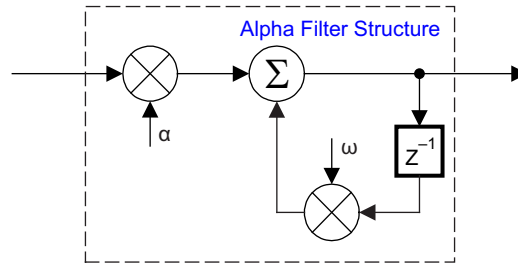 Alpha Filter Structure
Σ
α
ω
Z⁻¹